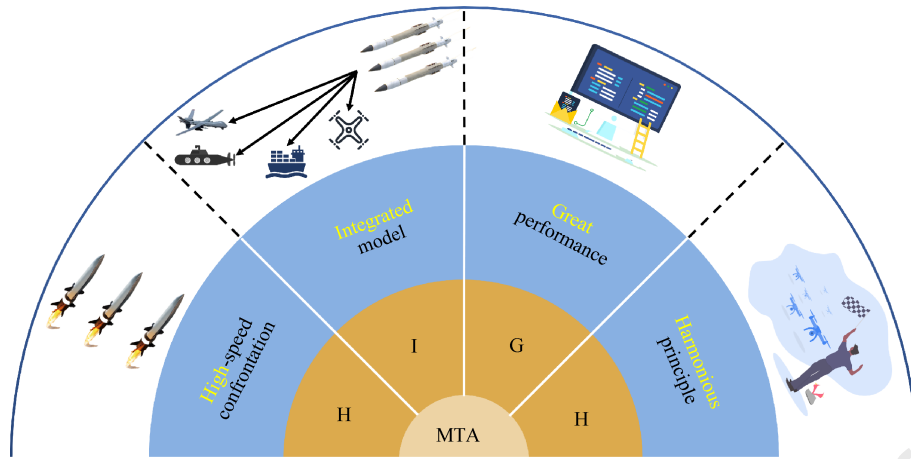 High-speed
confrontation
Integrated
model
Great
performance
Harmonious
principle
H
I
G
H
MTA